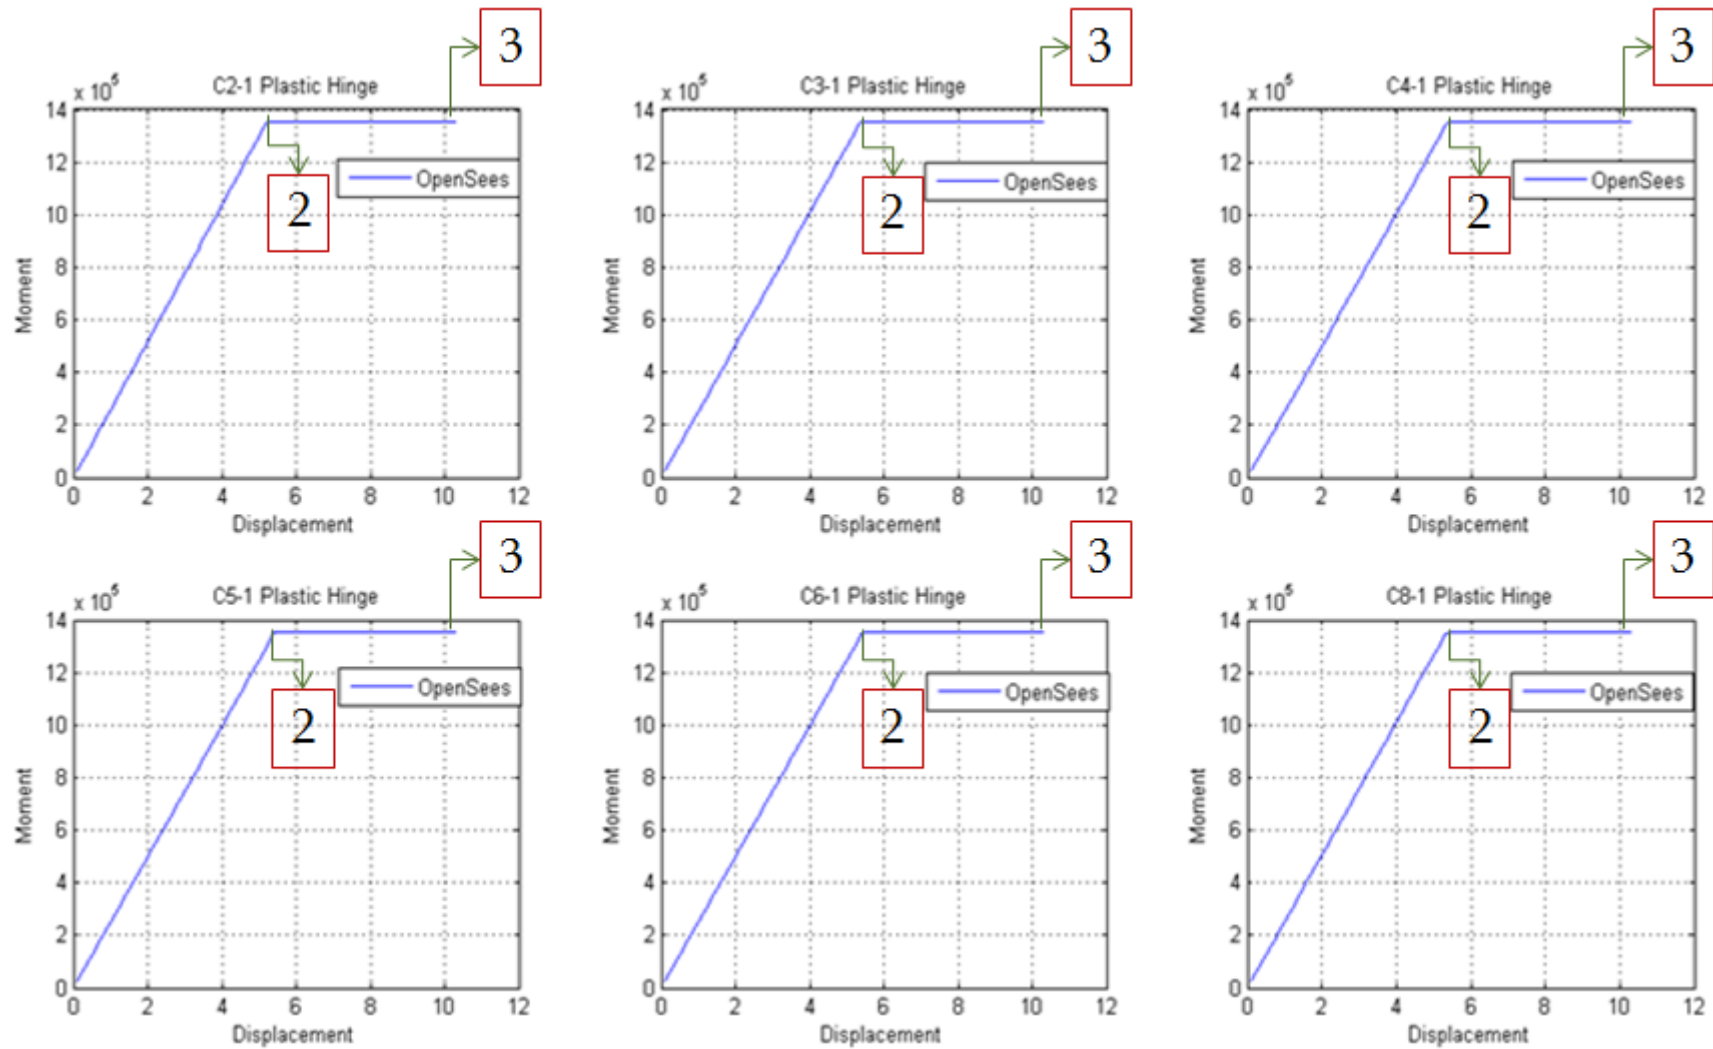 3
3
3
x 10^5
C2-1 Plastic Hinge
14
12
10
8
6
4
2
0
Moment
OpenSees
2
0 2 4 6 8 10 12
Displacement
x 10^5
C3-1 Plastic Hinge
14
12
10
8
6
4
2
0
Moment
OpenSees
2
0 2 4 6 8 10 12
Displacement
x 10^5
C4-1 Plastic Hinge
14
12
10
8
6
4
2
0
Moment
OpenSees
2
0 2 4 6 8 10 12
Displacement
3
3
3
x 10^5
C5-1 Plastic Hinge
14
12
10
8
6
4
2
0
Moment
OpenSees
2
0 2 4 6 8 10 12
Displacement
x 10^5
C6-1 Plastic Hinge
14
12
10
8
6
4
2
0
Moment
OpenSees
2
0 2 4 6 8 10 12
Displacement
x 10^5
C8-1 Plastic Hinge
14
12
10
8
6
4
2
0
Moment
OpenSees
2
0 2 4 6 8 10 12
Displacement